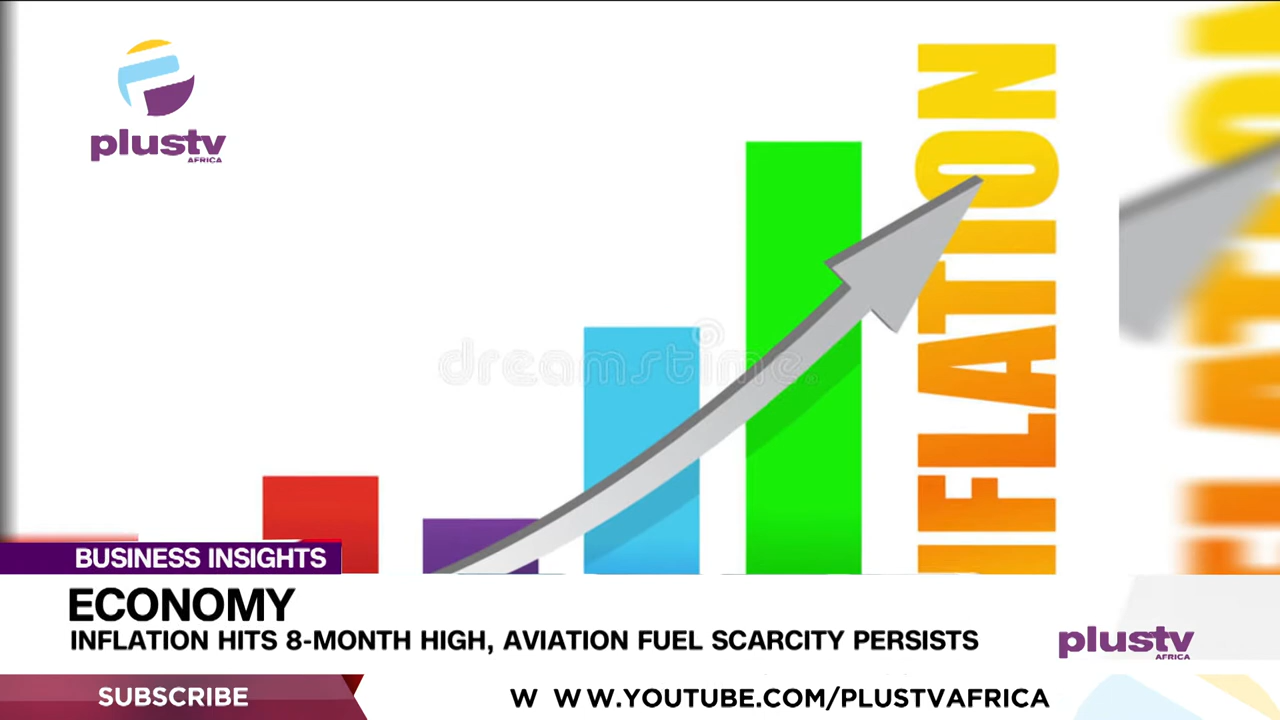 plustv
AFRICA
INFLATION
dreamstime.
BUSINESS INSIGHTS
ECONOMY
INFLATION HITS 8-MONTH HIGH, AVIATION FUEL SCARCITY PERSISTS
plustv
AFRICA
SUBSCRIBE
W WW.YOUTUBE.COM/PLUSTVAFRICA